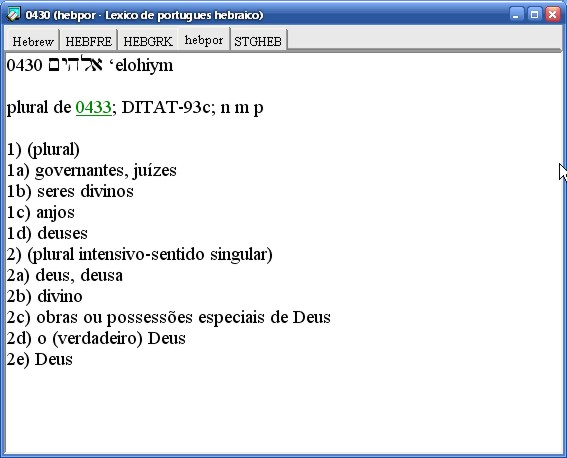 0430 (hebpor - Lexico de portugues hebraico)
Hebrew HEBFRE HEBGRK hebpor STGHEB
0430 אלהים ‘elohiym
plural de 0433; DITAT-93c; n m p
1) (plural)
1a) governantes, juízes
1b) seres divinos
1c) anjos
1d) deuses
2) (plural intensivo-sentido singular)
2a) deus, deusa
2b) divino
2c) obras ou possessões especiais de Deus
2d) o (verdadeiro) Deus
2e) Deus